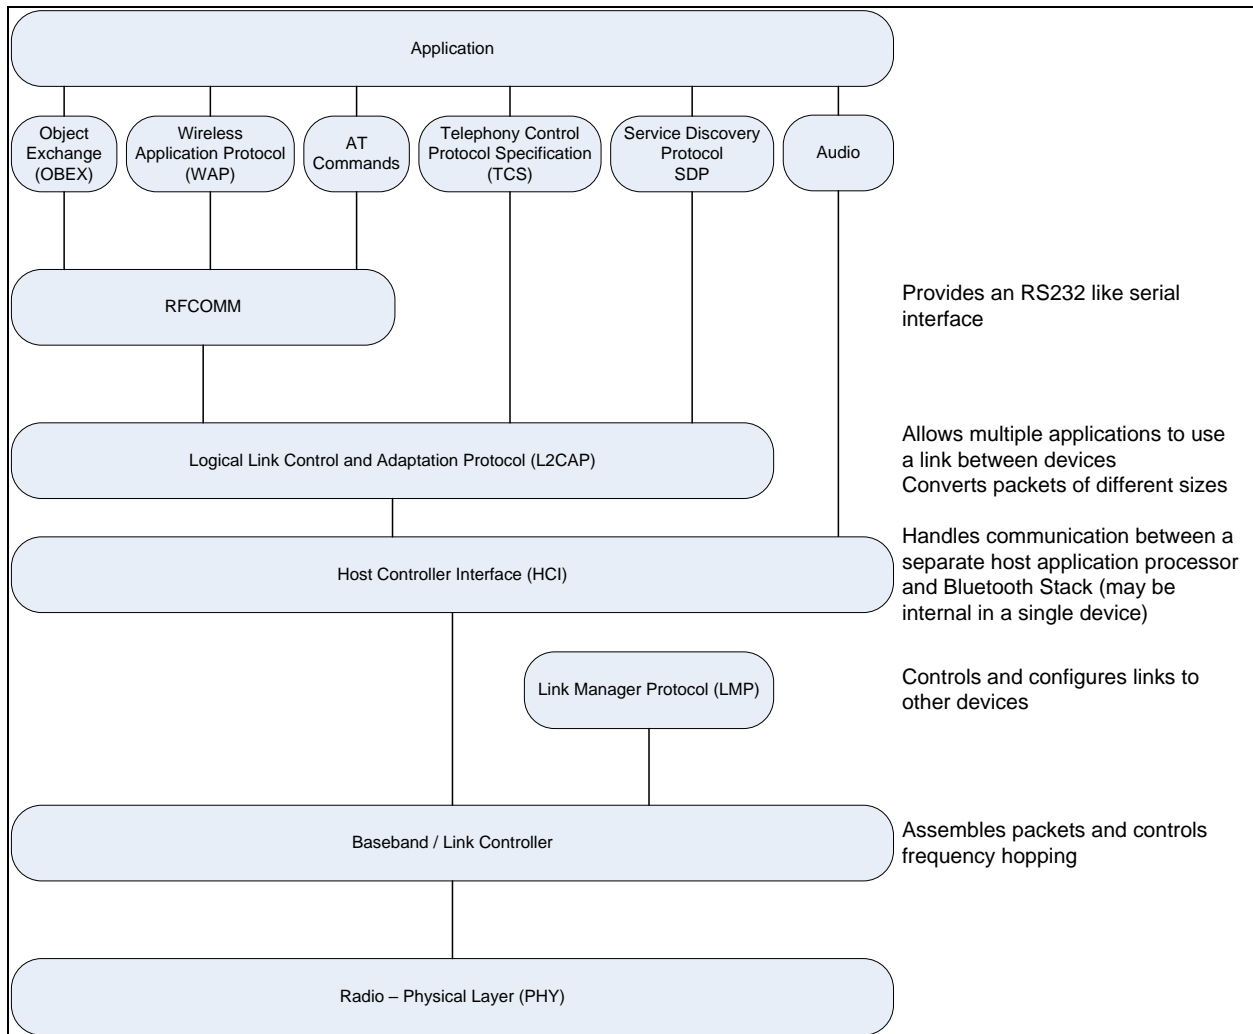 Application
Object
Exchange
(OBEX)
Wireless
Application Protocol
(WAP)
AT
Commands
Telephony Control
Protocol Specification
(TCS)
Service Discovery
Protocol
SDP
Audio
RFCOMM
Provides an RS232 like serial
interface
Logical Link Control and Adaptation Protocol (L2CAP)
Allows multiple applications to use
a link between devices
Converts packets of different sizes
Host Controller Interface (HCI)
Handles communication between a
separate host application processor
and Bluetooth Stack (may be
internal in a single device)
Link Manager Protocol (LMP)
Controls and configures links to
other devices
Baseband / Link Controller
Assembles packets and controls
frequency hopping
Radio – Physical Layer (PHY)